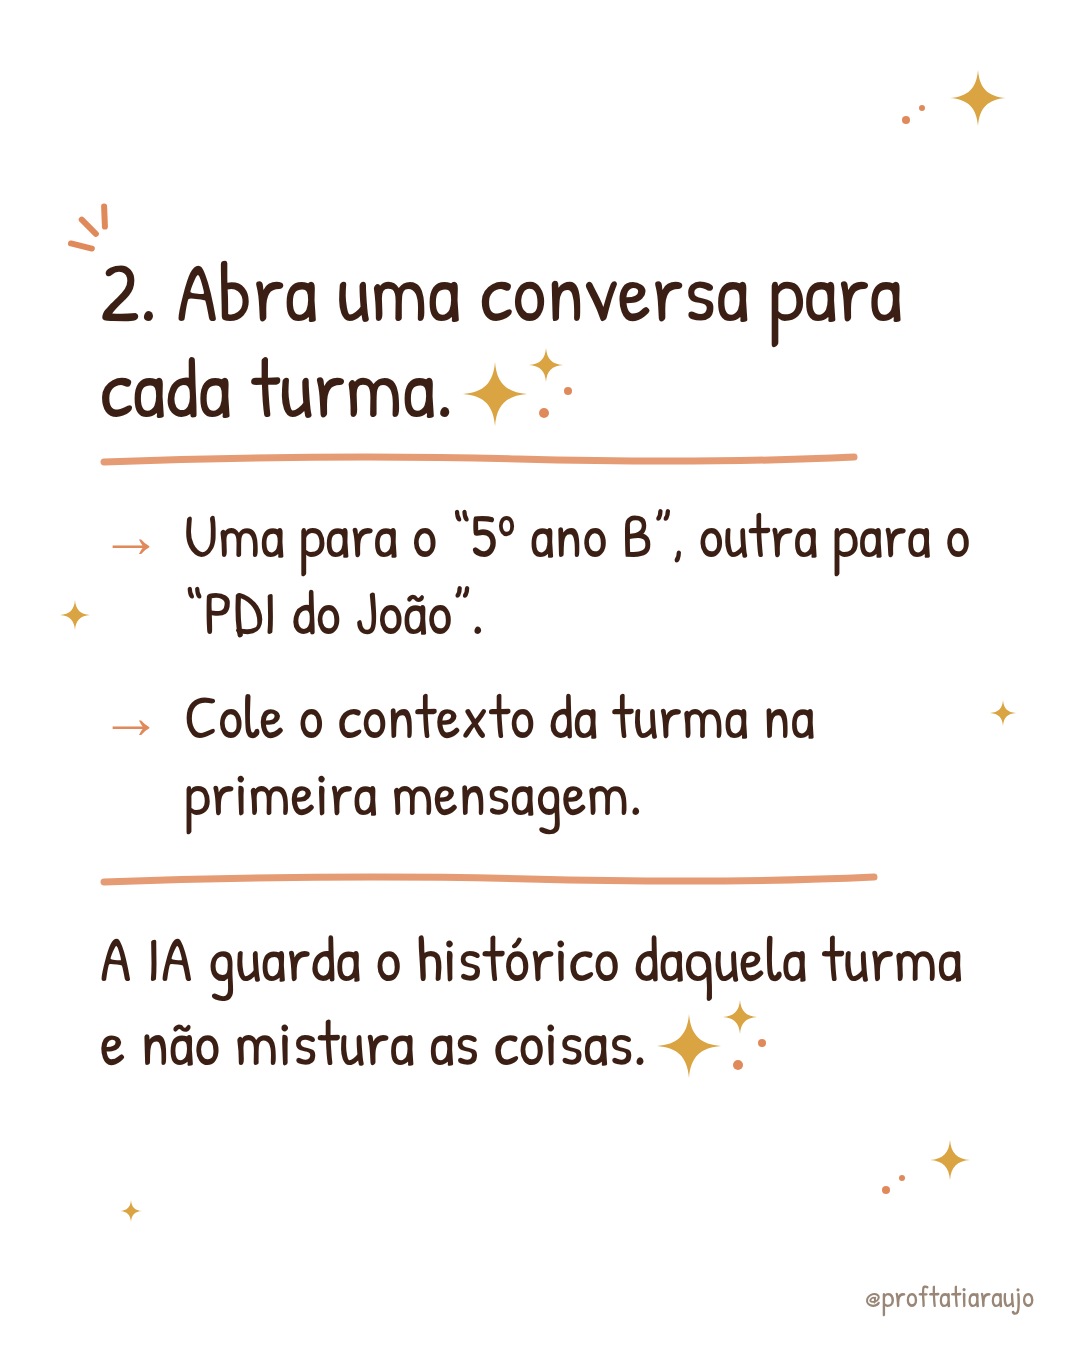 2. Abra uma conversa para
cada turma.
→ Uma para o “5º ano B”, outra para o
“PDI do João”.
→ Cole o contexto da turma na
primeira mensagem.
A IA guarda o histórico daquela turma
e não mistura as coisas.
@proftatiaraujo